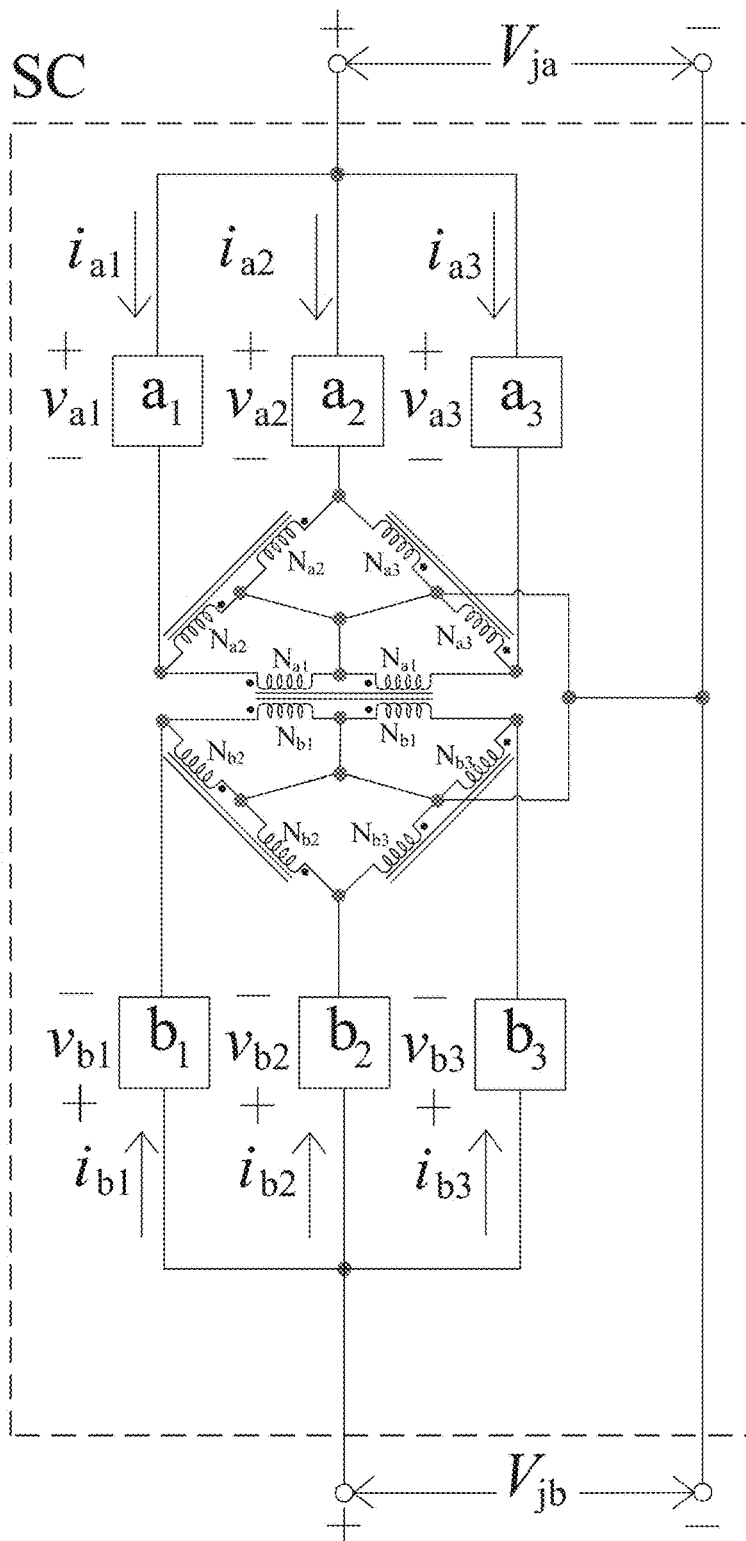 + V_ja −
SC
i_a1 i_a2 i_a3
+ + +
v_a1 a_1 v_a2 a_2 v_a3 a_3
− − −
N_a2 N_a3
N_a2 N_a3
N_a1 N_a1
N_b1 N_b1
N_b2 N_b3
N_b2 N_b3
− − −
v_b1 b_1 v_b2 b_2 v_b3 b_3
+ + +
i_b1 i_b2 i_b3
V_jb
+ −